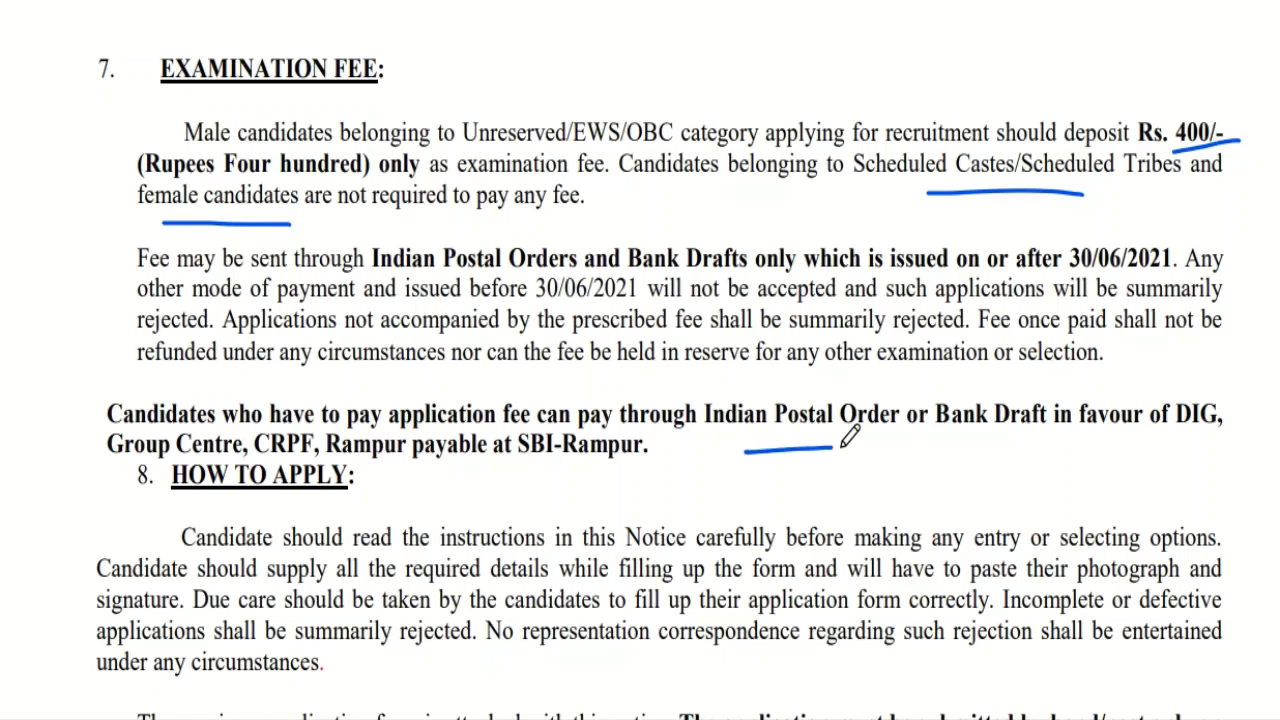 7. EXAMINATION FEE:
Male candidates belonging to Unreserved/EWS/OBC category applying for recruitment should deposit Rs. 400/-
(Rupees Four hundred) only as examination fee. Candidates belonging to Scheduled Castes/Scheduled Tribes and
female candidates are not required to pay any fee.
Fee may be sent through Indian Postal Orders and Bank Drafts only which is issued on or after 30/06/2021. Any
other mode of payment and issued before 30/06/2021 will not be accepted and such applications will be summarily
rejected. Applications not accompanied by the prescribed fee shall be summarily rejected. Fee once paid shall not be
refunded under any circumstances nor can the fee be held in reserve for any other examination or selection.
Candidates who have to pay application fee can pay through Indian Postal Order or Bank Draft in favour of DIG,
Group Centre, CRPF, Rampur payable at SBI-Rampur.
8. HOW TO APPLY:
Candidate should read the instructions in this Notice carefully before making any entry or selecting options.
Candidate should supply all the required details while filling up the form and will have to paste their photograph and
signature. Due care should be taken by the candidates to fill up their application form correctly. Incomplete or defective
applications shall be summarily rejected. No representation correspondence regarding such rejection shall be entertained
under any circumstances.